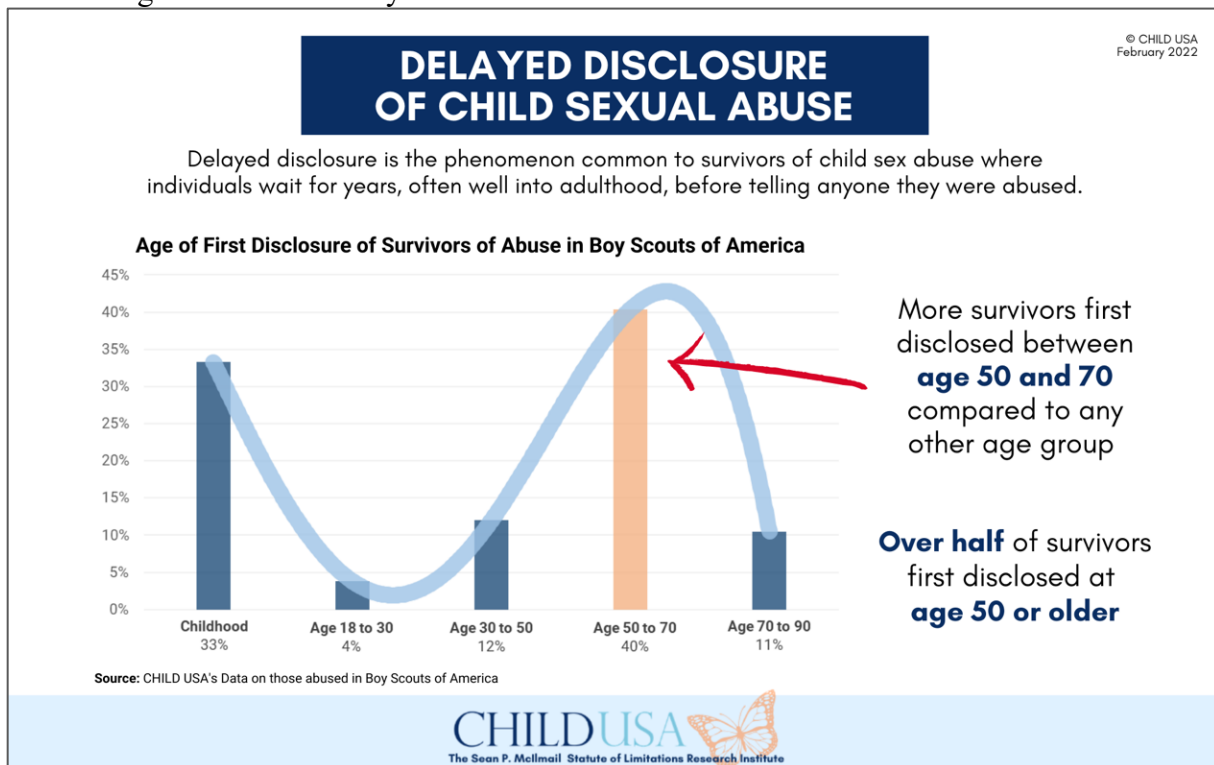 © CHILD USA
February 2022
DELAYED DISCLOSURE
OF CHILD SEXUAL ABUSE
Delayed disclosure is the phenomenon common to survivors of child sex abuse where
individuals wait for years, often well into adulthood, before telling anyone they were abused.
Age of First Disclosure of Survivors of Abuse in Boy Scouts of America
45%
40%
35%
30%
25%
20%
15%
10%
5%
0%
Childhood
33%
Age 18 to 30
4%
Age 30 to 50
12%
Age 50 to 70
40%
Age 70 to 90
11%
More survivors first
disclosed between
age 50 and 70
compared to any
other age group
Over half of survivors
first disclosed at
age 50 or older
Source: CHILD USA's Data on those abused in Boy Scouts of America
CHILDUSA
The Sean P. McIlmail Statute of Limitations Research Institute